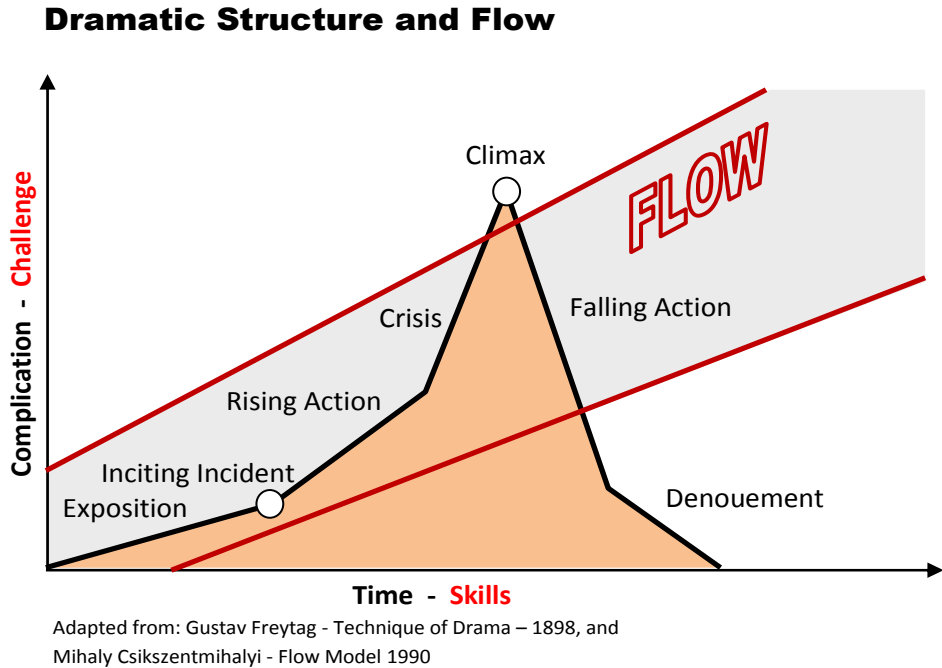 Dramatic Structure and Flow
Climax
FLOW
Crisis
Falling Action
Rising Action
Inciting Incident
Exposition
Denouement
Complication - Challenge
Time - Skills
Adapted from: Gustav Freytag - Technique of Drama – 1898, and
Mihaly Csikszentmihalyi - Flow Model 1990